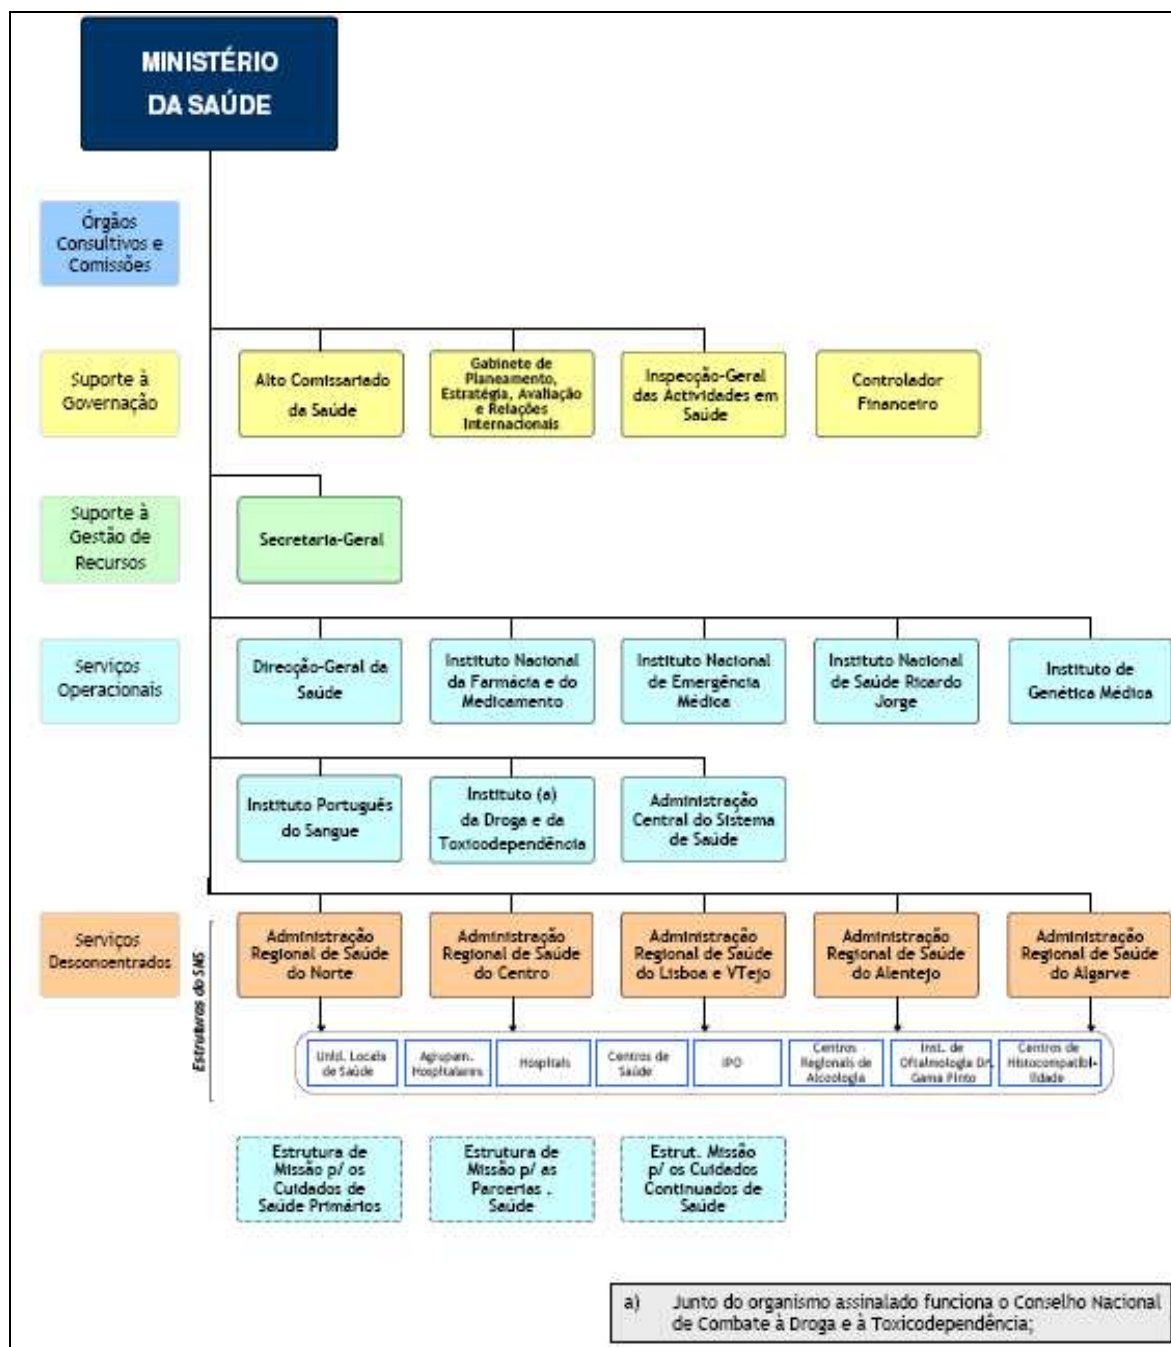 MINISTÉRIO
DA SAÚDE
Órgãos
Consultivos e
Comissões
Suporte à
Governação
Alto Comissariado
da Saúde
Gabinete de
Planeamento,
Estratégia, Avaliação
e Relações
Internacionais
Inspecção-Geral
das Actividades em
Saúde
Controlador
Financeiro
Suporte à
Gestão de
Recursos
Secretaria-Geral
Serviços
Operacionais
Direcção-Geral da
Saúde
Instituto Nacional
da Farmácia e do
Medicamento
Instituto Nacional
de Emergência
Médica
Instituto Nacional
de Saúde Ricardo
Jorge
Instituto de
Genética Médica
Instituto Português
do Sangue
Instituto (a)
da Droga e da
Toxicodependência
Administração
Central do Sistema
de Saúde
Serviços
Desconcentrados
Estruturas do SNS
Administração
Regional de Saúde
do Norte
Administração
Regional de Saúde
do Centro
Administração
Regional de Saúde
do Lisboa e VTejo
Administração
Regional de Saúde
do Alentejo
Administração
Regional de Saúde
do Algarve
Unid. Locais
de Saúde
Agrupam.
Hospitalares
Hospitais
Centros de
Saúde
IPO
Centros
Regionais de
Alcoologia
Inst. de
Oftalmologia Dr.
Gama Pinto
Centros de
Histocompatibi-
lidade
Estrutura de
Missão p/ os
Cuidados de
Saúde Primários
Estrutura de
Missão p/ as
Parcerias .
Saúde
Estrut. Missão
p/ os Cuidados
Continuados de
Saúde
a) Junto do organismo assinalado funciona o Conselho Nacional
de Combate à Droga e à Toxicodependência;